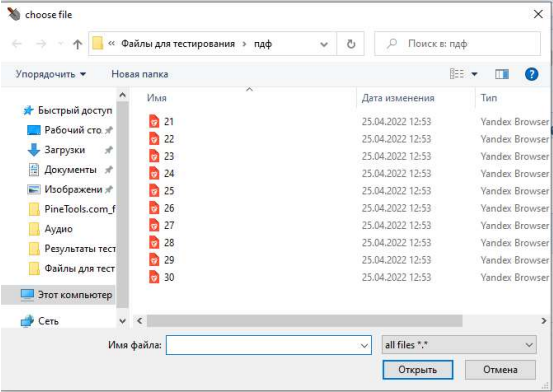 choose file
« Файлы для тестирования › пдф
Поиск в: пдф
Упорядочить
Новая папка
Имя
Дата изменения
Тип
Быстрый доступ
Рабочий сто
Загрузки
Документы
Изображени
PineTools.com_f
Аудио
Результаты тест
Файлы для тест
Этот компьютер
Сеть
21 25.04.2022 12:53 Yandex Browser
22 25.04.2022 12:53 Yandex Browser
23 25.04.2022 12:53 Yandex Browser
24 25.04.2022 12:53 Yandex Browser
25 25.04.2022 12:53 Yandex Browser
26 25.04.2022 12:53 Yandex Browser
27 25.04.2022 12:53 Yandex Browser
28 25.04.2022 12:53 Yandex Browser
29 25.04.2022 12:53 Yandex Browser
30 25.04.2022 12:53 Yandex Browser
Имя файла:
all files *.*
Открыть
Отмена